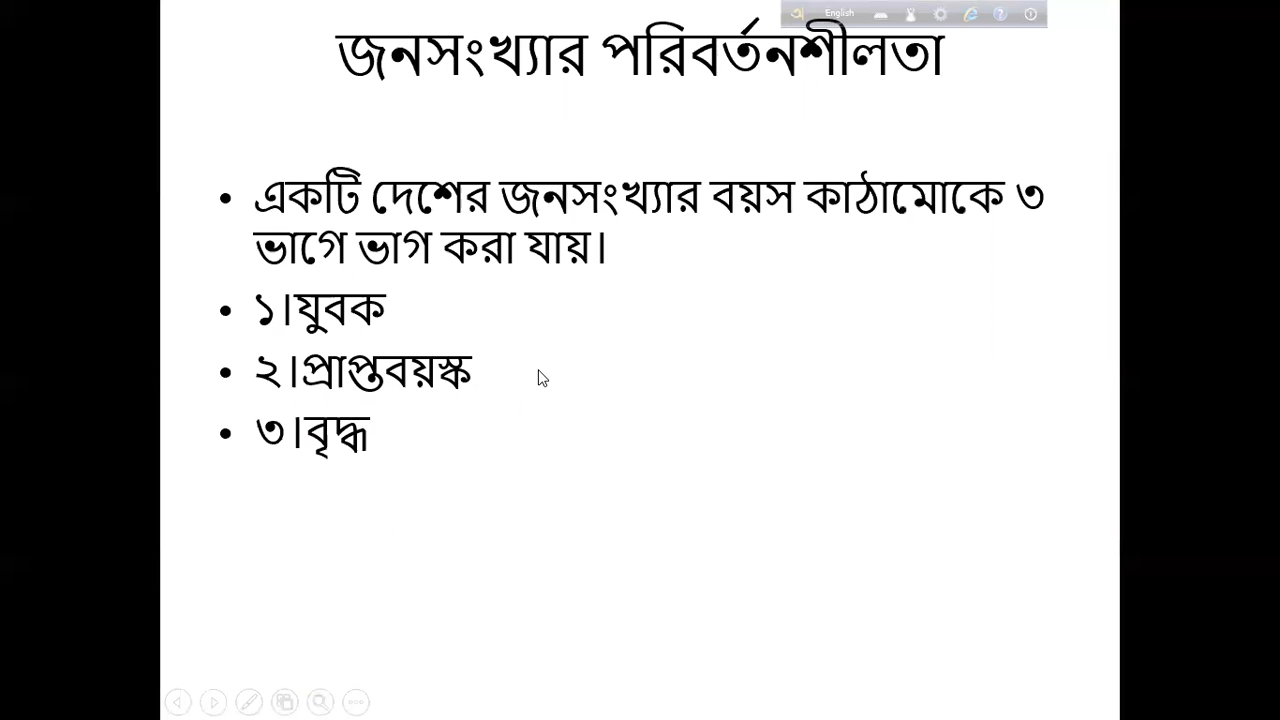 English
জনসংখ্যার পরিবর্তনশীলতা
একটি দেশের জনসংখ্যার বয়স কাঠামোকে ৩
ভাগে ভাগ করা যায়।
১।যুবক
২।প্রাপ্তবয়স্ক
৩।বৃদ্ধ